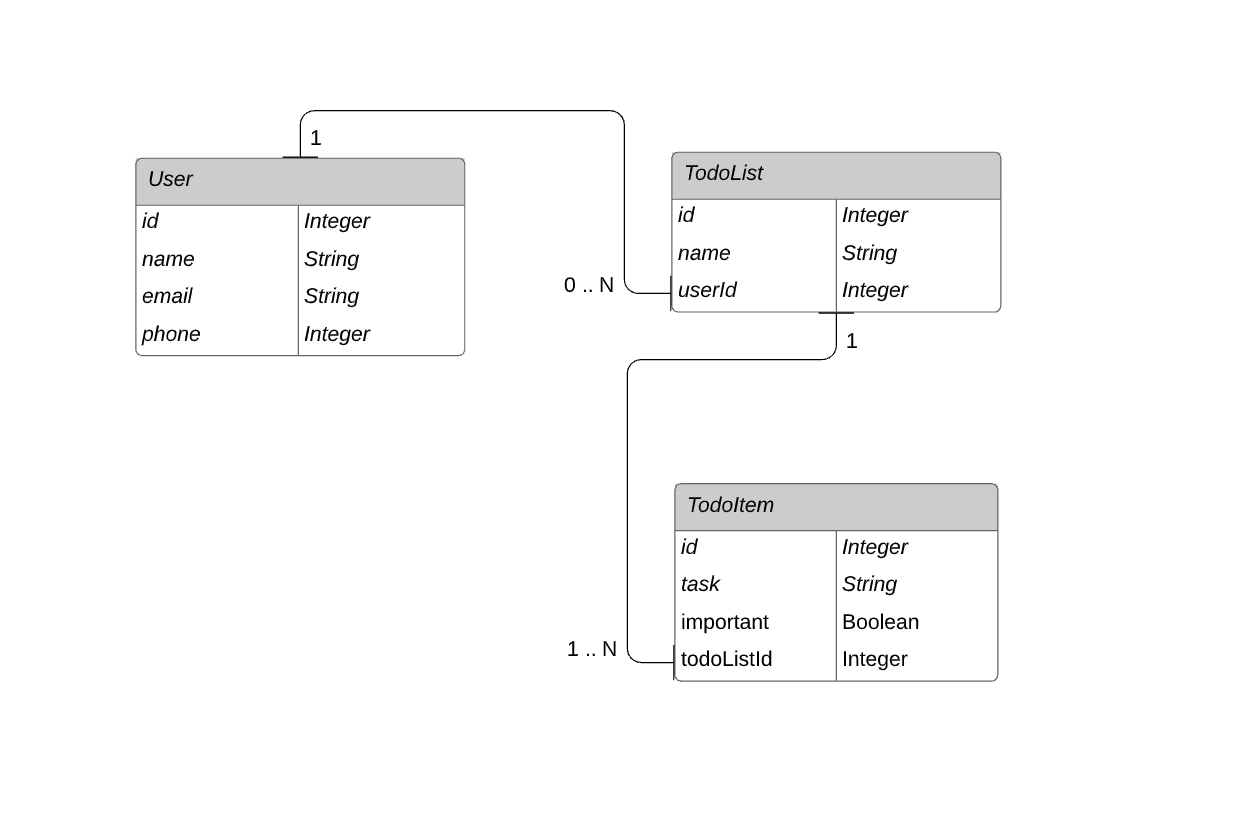 1
User
id Integer
name String
email String
phone Integer
0 .. N
TodoList
id Integer
name String
userId Integer
1
1 .. N
TodoItem
id Integer
task String
important Boolean
todoListId Integer